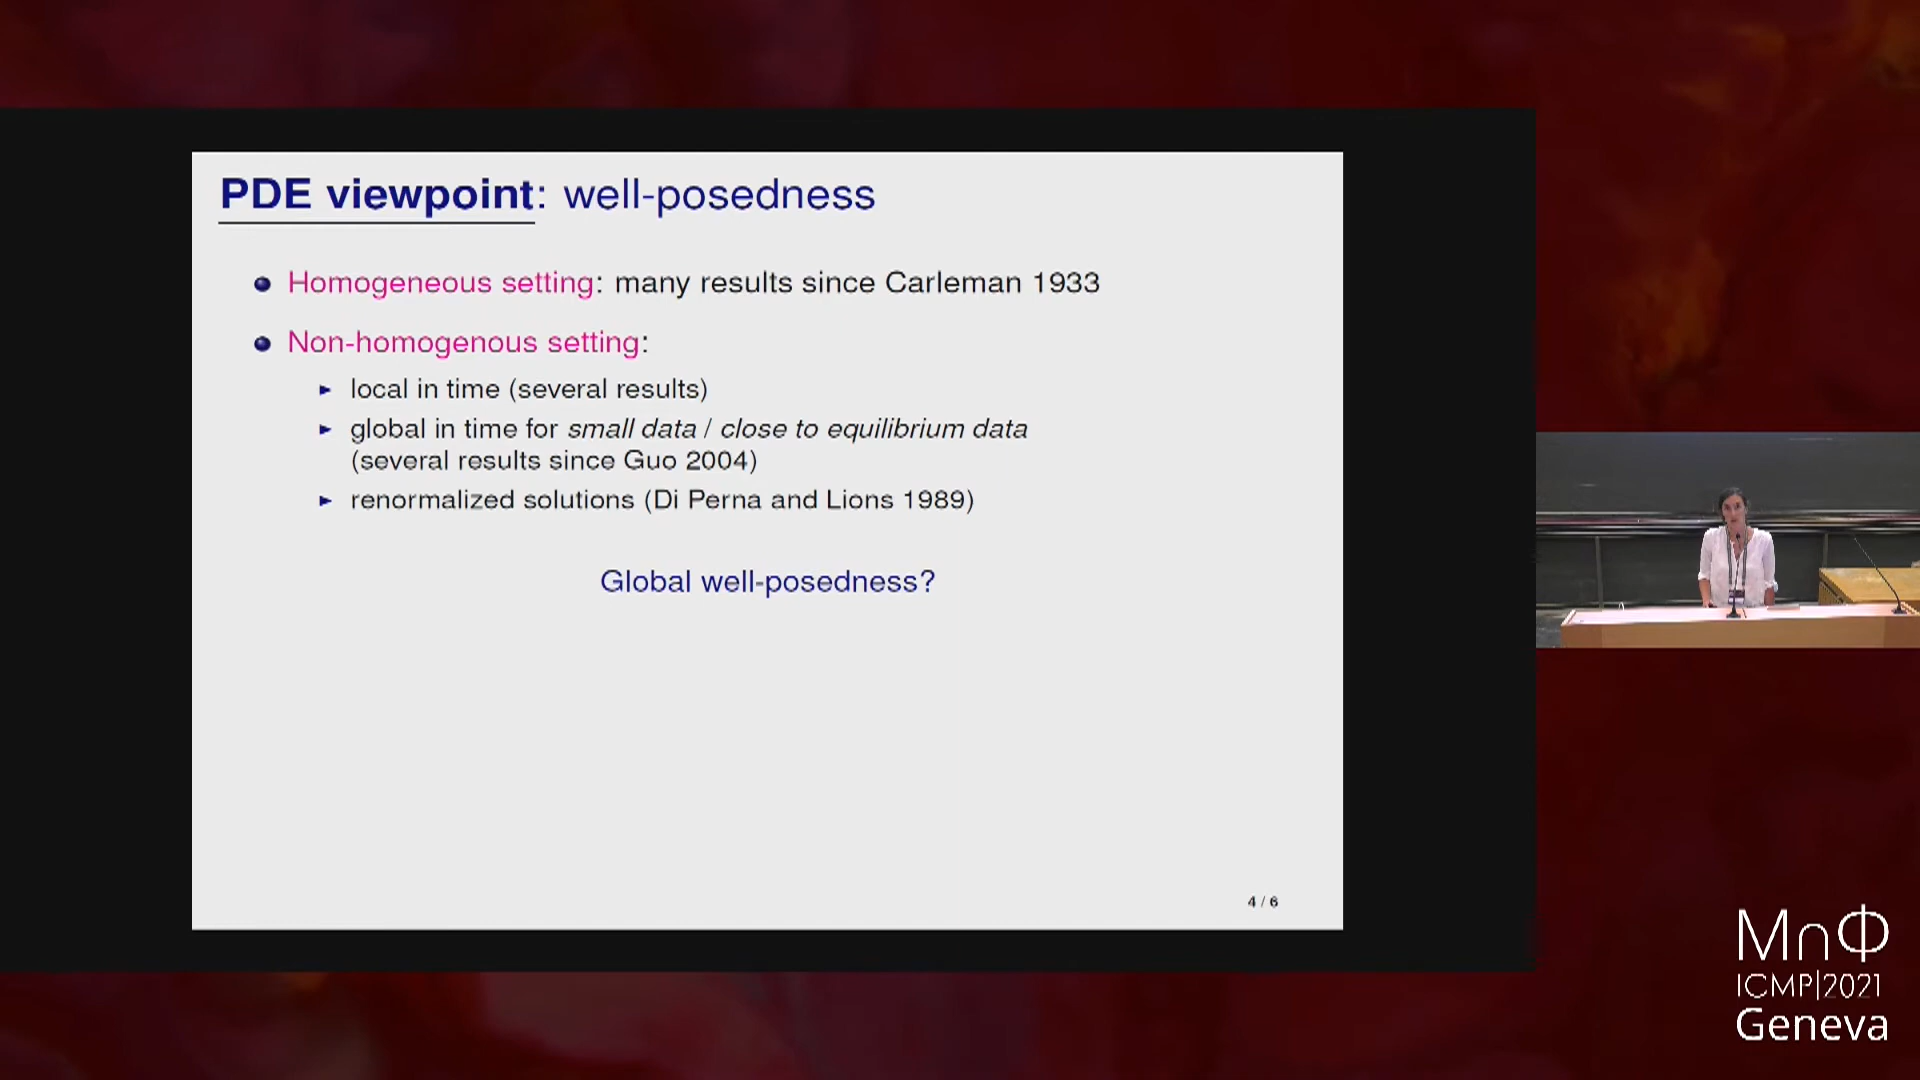 PDE viewpoint: well-posedness
Homogeneous setting: many results since Carleman 1933
Non-homogenous setting:
local in time (several results)
global in time for small data / close to equilibrium data
(several results since Guo 2004)
renormalized solutions (Di Perna and Lions 1989)
Global well-posedness?
4 / 6
M∩Φ
ICMP|2021
Geneva